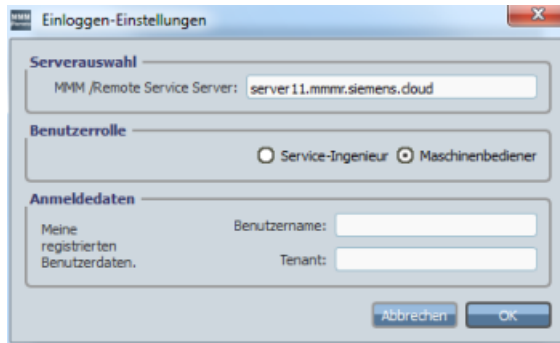 MMM
Einloggen-Einstellungen
Serverauswahl
MMM /Remote Service Server: server11.mmmr.siemens.cloud
Benutzerrolle
Service-Ingenieur Maschinenbediener
Anmeldedaten
Meine
registrierten
Benutzerdaten.
Benutzername:
Tenant:
Abbrechen OK